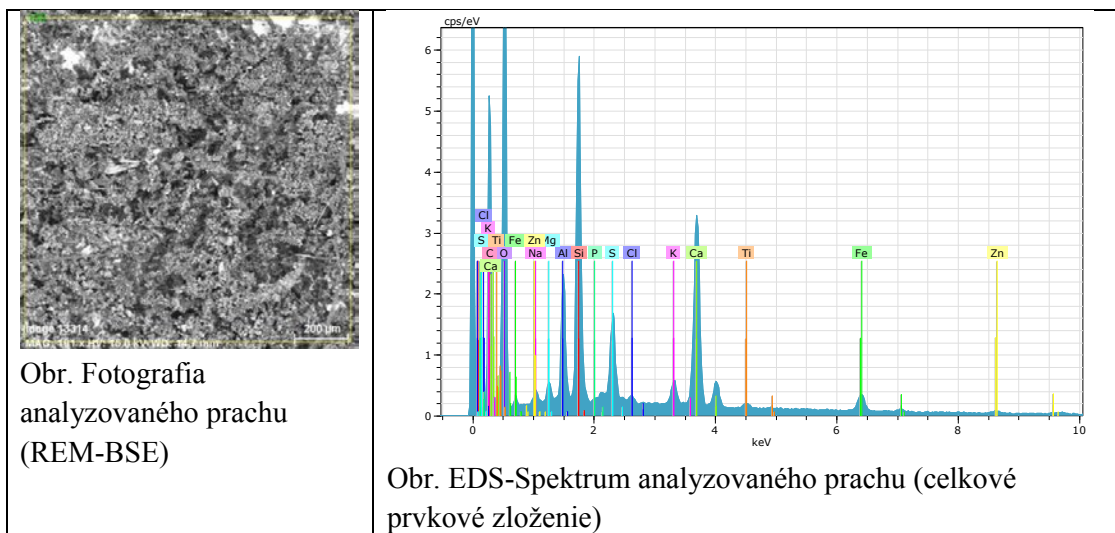 200 µm
Obr. Fotografia
analyzovaného prachu
(REM-BSE)
cps/eV
6
5
4
3
2
1
0
Cl
K
S Ti Fe Zn Mg
C O Na Al Si P S Cl K Ca Ti Fe Zn
Ca
0 2 4 6 8 10
keV
Obr. EDS-Spektrum analyzovaného prachu (celkové
prvkové zloženie)